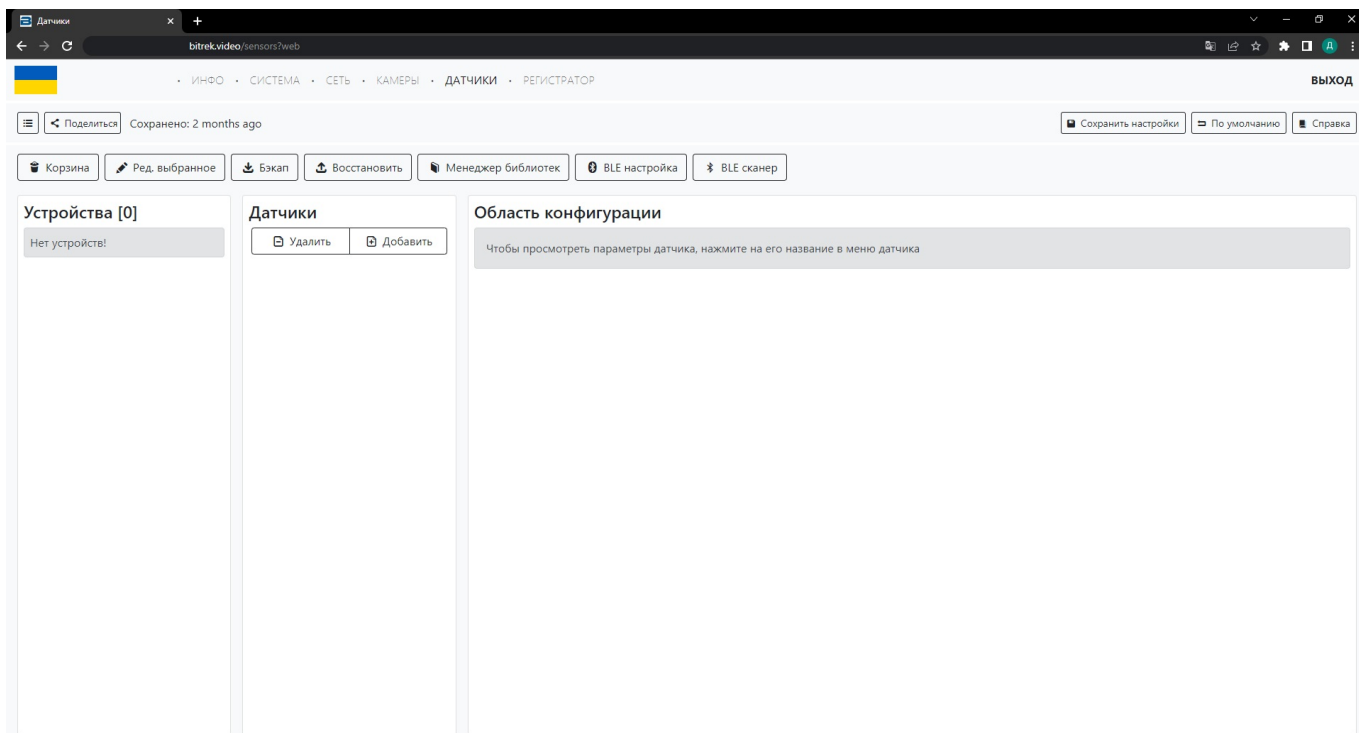 Датчики
bitrek.video/sensors?web
Д
• ИНФО • СИСТЕМА • СЕТЬ • КАМЕРЫ • ДАТЧИКИ • РЕГИСТРАТОР
ВЫХОД
Поделиться Сохранено: 2 months ago
Сохранить настройки По умолчанию Справка
Корзина Ред. выбранное Бэкап Восстановить Менеджер библиотек BLE настройка BLE сканер
Устройства [0]
Нет устройств!
Датчики
Удалить Добавить
Область конфигурации
Чтобы просмотреть параметры датчика, нажмите на его название в меню датчика